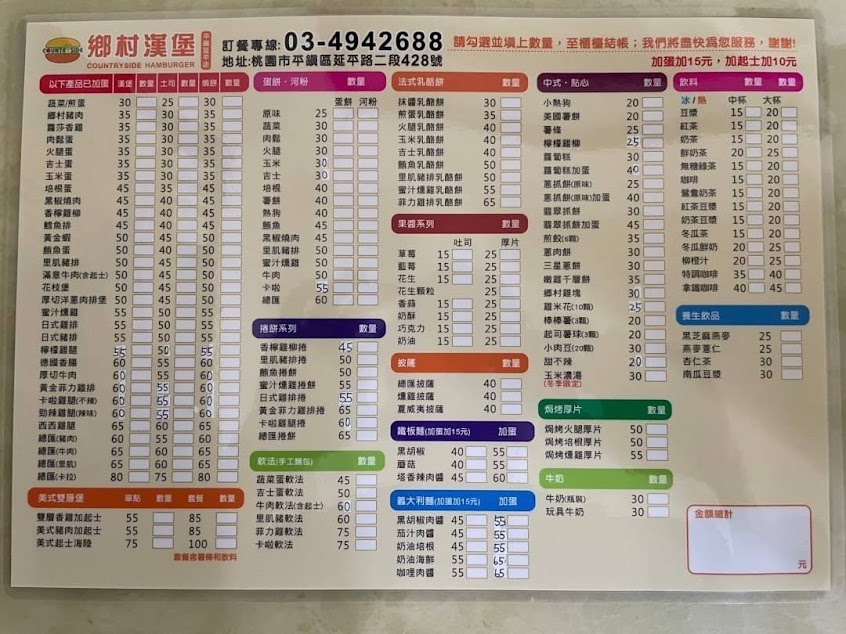 COUNTRYSIDE
鄉村漢堡
平鎮延平店
COUNTRYSIDE HAMBURGER
訂餐專線: 03-4942688
地址:桃園市平鎮區延平路二段428號
請勾選並填上數量, 至櫃檯結帳; 我們將盡快為您服務, 謝謝!
加蛋加15元, 加起士加10元
以下產品已加蛋 漢堡 數量 土司 數量 焗餅 數量
蔬菜/煎蛋 30 25 30
鄉村豬肉 35 30 35
蘿莎香雞 35 30 35
肉鬆蛋 35 30 35
火腿蛋 35 30 35
吉士蛋 35 30 35
玉米蛋 35 30 35
培根蛋 45 35 45
黑椒燒肉 45 35 45
香檸雞柳 45 35 45
鱈魚排 45 40 45
黃金蝦 50 45 50
鮪魚蛋 50 40 50
里肌豬排 50 45 50
滿意牛肉(含起士) 50 45 50
花枝堡 50 45 50
厚切洋蔥肉排堡 50 45 50
蜜汁燻雞 55 50 55
日式雞排 55 50 55
日式豬排 55 50 55
檸檬雞腿 55 50 55
德國香腸 60 55 60
厚切牛肉 60 55 60
黃金菲力雞排 60 55 60
卡啦雞腿(不辣) 60 55 60
勁辣雞腿(辣味) 60 55 60
西西雞腿 65 60 65
總匯(豬肉) 60 55 60
總匯(牛肉) 65 60 65
總匯(里肌) 65 60 65
總匯(卡拉) 80 75 80
美式雙層堡 單點 數量 套餐 數量
雙層香雞加起士 55 85
美式豬肉加起士 55 85
美式起士海陸 75 100
套餐含薯條和飲料
蛋餅‧河粉 數量
蛋餅 河粉
原味 25
蔬菜 30
肉鬆 30
火腿 30
玉米 30
吉士 30
培根 40
薯餅 40
熱狗 40
鮪魚 45
黑椒燒肉 45
里肌豬排 50
蜜汁燻雞 50
牛肉 50
卡啦 55
總匯 60
捲餅系列 數量
香檸雞柳捲 45
里肌豬排捲 50
鮪魚捲餅 50
蜜汁燻雞捲餅 55
日式雞排捲 55
黃金菲力雞排捲 65
卡啦雞腿捲 65
總匯捲餅 60
軟法(手工麵包) 數量
蔬菜蛋軟法 45
吉士蛋軟法 50
牛肉軟法(含起士) 60
里肌豬軟法 60
菲力雞軟法 75
卡啦軟法 75
法式乳酪餅 數量
抹醬乳酪餅 30
煎蛋乳酪餅 35
火腿乳酪餅 40
玉米乳酪餅 40
吉士乳酪餅 40
鮪魚乳酪餅 50
里肌豬排乳酪餅 50
蜜汁燻雞乳酪餅 55
菲力雞排乳酪餅 65
果醬系列 數量
吐司 厚片
草莓 15 25
藍莓 15 25
花生 15 25
花生顆粒 25
香蒜 15 25
奶酥 15 25
巧克力 15 25
奶油 15 25
披薩 數量
總匯披薩 40
燻雞披薩 40
夏威夷披薩 40
鐵板麵(加蛋加15元) 加蛋
黑胡椒 40 55
蘑菇 40 55
塔香辣肉醬 45 60
義大利麵(加蛋加15元) 加蛋
黑胡椒肉醬 45 55
茄汁肉醬 45 55
奶油培根 45 55
奶油海鮮 55 65
咖哩肉醬 55 65
中式‧點心 數量
小熱狗 20
美國薯餅 20
薯條 25
檸檬雞柳 25
蘿蔔糕 30
蘿蔔糕加蛋 40
蔥抓餅(原味) 25
蔥抓餅(原味)加蛋 40
翡翠抓餅 30
翡翠抓餅加蛋 45
煎餃(6顆) 35
蔥肉餅 30
三星蔥餅 30
嫩雞千層餅 35
鄉村雞塊 30
雞米花(10顆) 25
棒棒簑(3顆) 20
起司薯球(3顆) 20
小肉豆(20顆) 30
甜不辣 20
玉米濃湯 30
(冬季限定)
焗烤厚片 數量
焗烤火腿厚片 50
焗烤培根厚片 50
焗烤燻雞厚片 55
牛奶 數量
牛奶(瓶裝) 30
玩具牛奶 30
飲料 數量
冰/熱 中杯 大杯
豆漿 15 20
紅茶 15 20
奶茶 15 20
鮮奶茶 20 25
無糖綠茶 15 20
咖啡 15 20
鴛鴦奶茶 15 20
紅茶豆漿 15 20
奶茶豆漿 15 20
冬瓜茶 15 20
冬瓜鮮奶 20 25
柳橙汁 20 25
特調咖啡 35 40
拿鐵咖啡 40 45
養生飲品 數量
黑芝麻燕麥 25
燕麥薏仁 25
杏仁茶 30
南瓜豆漿 30
金額總計
元